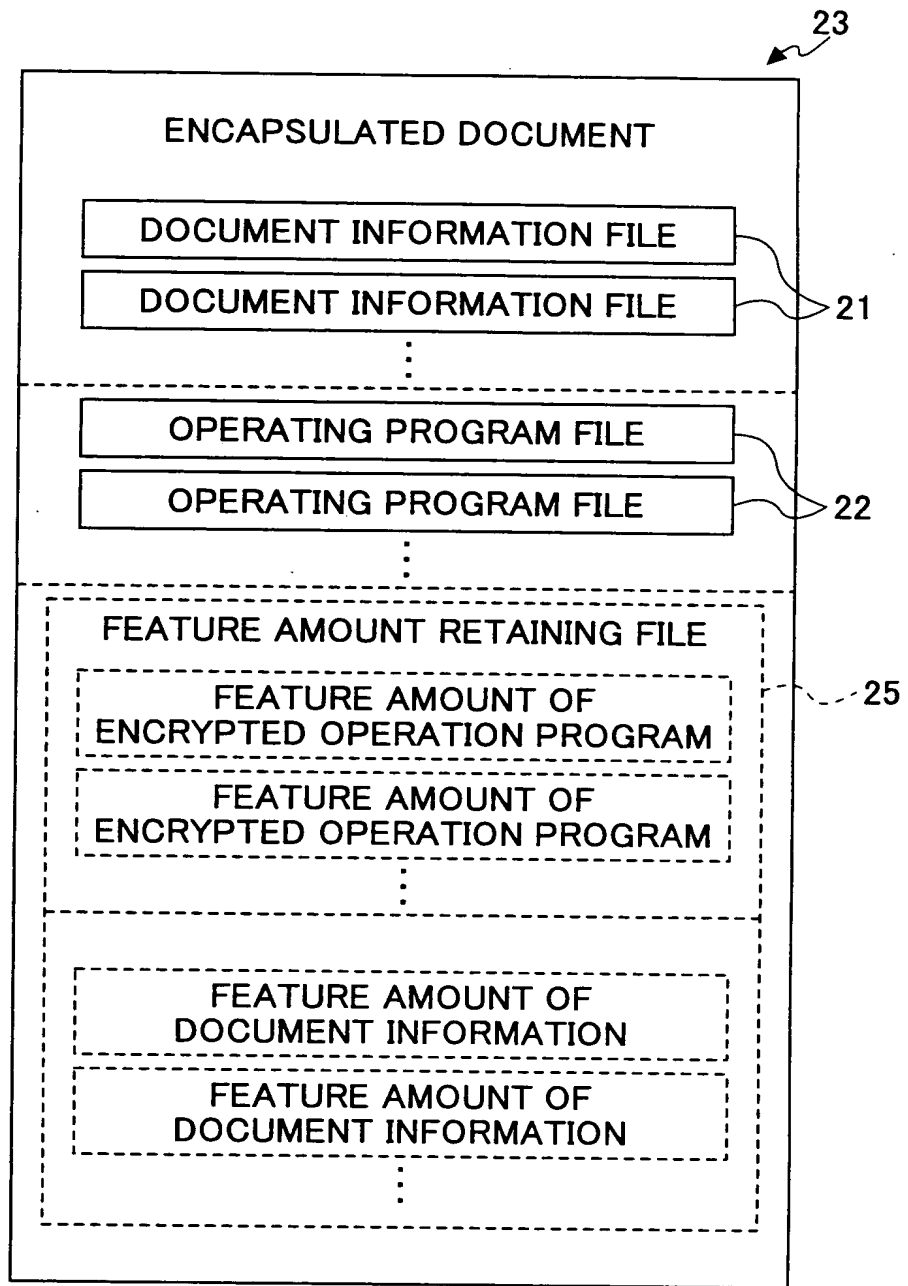 23
ENCAPSULATED DOCUMENT
DOCUMENT INFORMATION FILE
DOCUMENT INFORMATION FILE
21
OPERATING PROGRAM FILE
OPERATING PROGRAM FILE
22
FEATURE AMOUNT RETAINING FILE
FEATURE AMOUNT OF
ENCRYPTED OPERATION PROGRAM
25
FEATURE AMOUNT OF
ENCRYPTED OPERATION PROGRAM
FEATURE AMOUNT OF
DOCUMENT INFORMATION
FEATURE AMOUNT OF
DOCUMENT INFORMATION